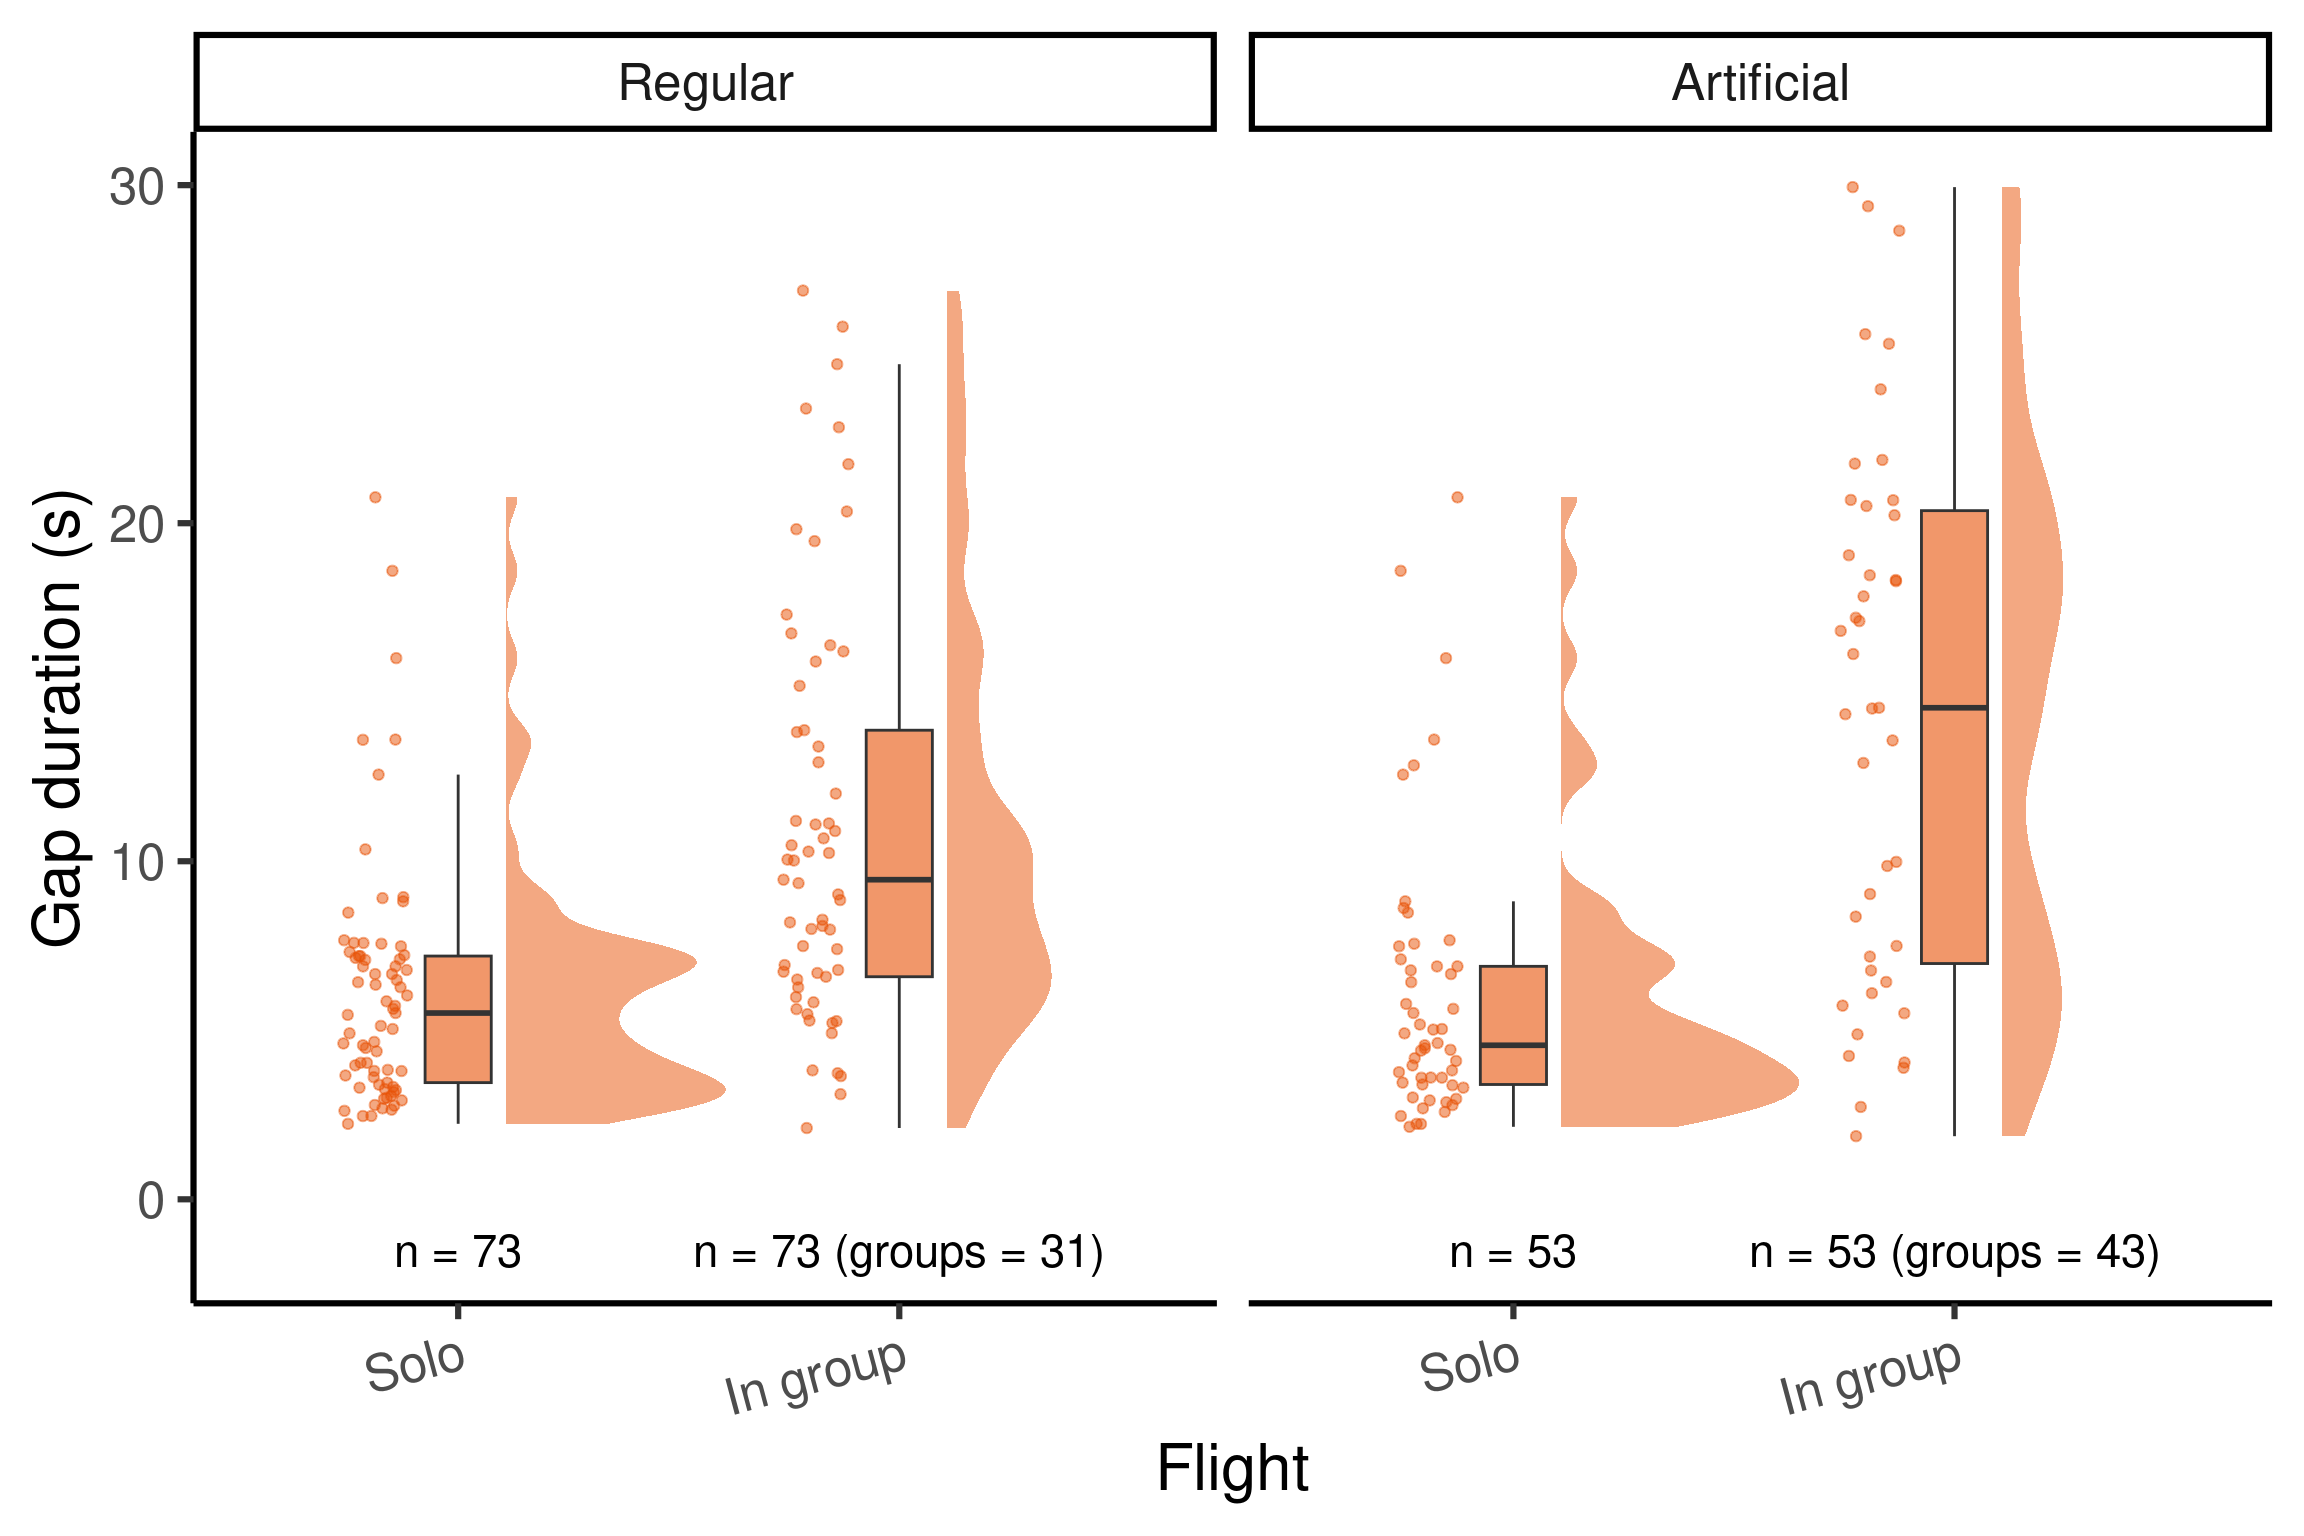 Regular
Artificial
Gap duration (s)
30
20
10
0
n = 73
n = 73 (groups = 31)
n = 53
n = 53 (groups = 43)
Solo
In group
Solo
In group
Flight